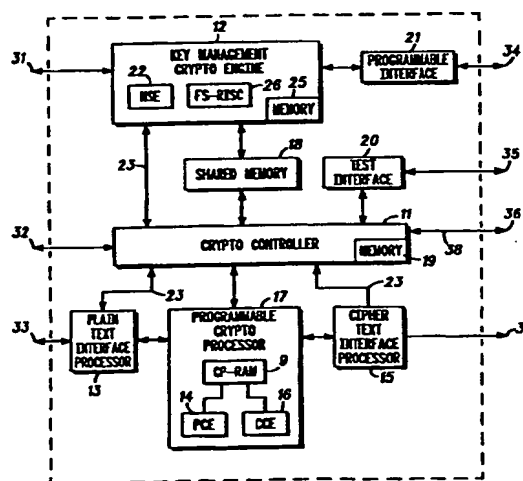 12
21
31
KEY MANAGEMENT
CRYPTO ENGINE
PROGRAMMABLE
INTERFACE
34
22
26
25
NSE
FS-RISC
MEMORY
23
18
20
35
SHARED MEMORY
TEST
INTERFACE
11
36
32
CRYPTO CONTROLLER
38
MEMORY
19
23
17
23
33
PLAIN
TEXT
INTERFACE
PROCESSOR
13
PROGRAMMABLE
CRYPTO
PROCESSOR
CIPHER
TEXT
INTERFACE
PROCESSOR
15
9
CP-RAM
14
16
PCE
CCE